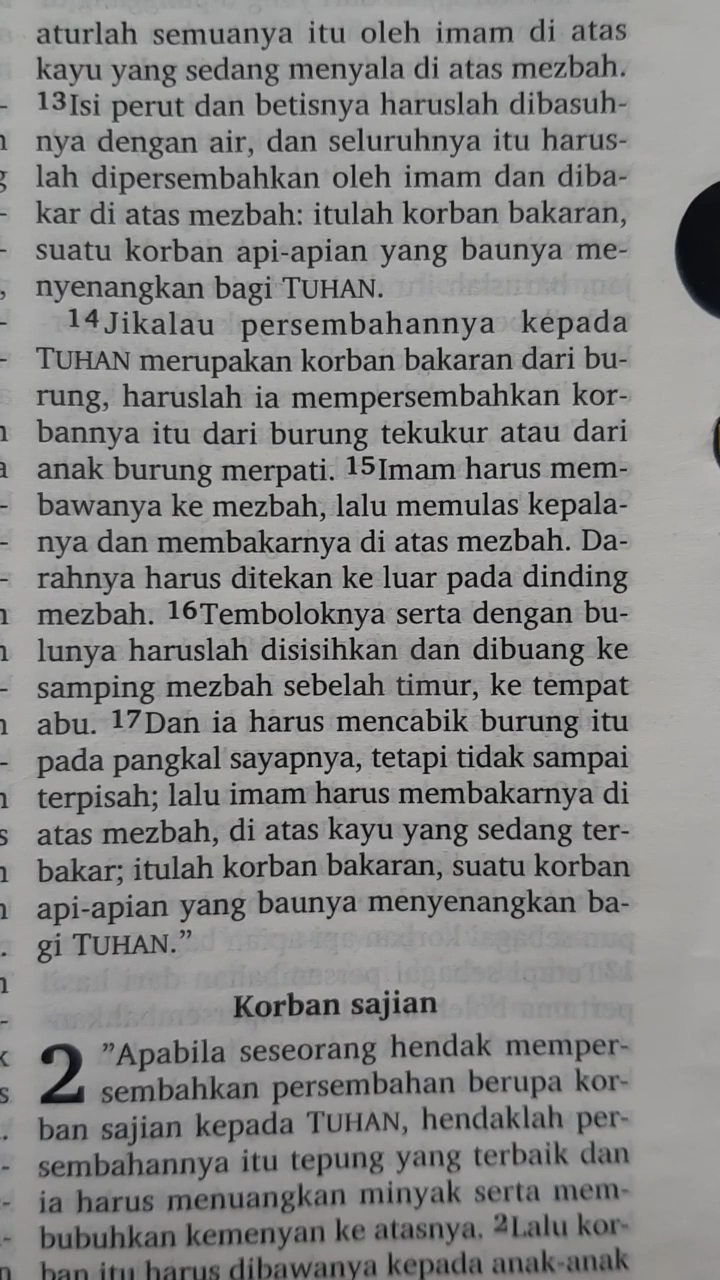 aturlah semuanya itu oleh imam di atas
kayu yang sedang menyala di atas mezbah.
13Isi perut dan betisnya haruslah dibasuh-
nya dengan air, dan seluruhnya itu harus-
lah dipersembahkan oleh imam dan diba-
kar di atas mezbah: itulah korban bakaran,
suatu korban api-apian yang baunya me-
nyenangkan bagi TUHAN.
14Jikalau persembahannya kepada
TUHAN merupakan korban bakaran dari bu-
rung, haruslah ia mempersembahkan kor-
bannya itu dari burung tekukur atau dari
anak burung merpati. 15Imam harus mem-
bawanya ke mezbah, lalu memulas kepala-
nya dan membakarnya di atas mezbah. Da-
rahnya harus ditekan ke luar pada dinding
mezbah. 16Temboloknya serta dengan bu-
lunya haruslah disisihkan dan dibuang ke
samping mezbah sebelah timur, ke tempat
abu. 17Dan ia harus mencabik burung itu
pada pangkal sayapnya, tetapi tidak sampai
terpisah; lalu imam harus membakarnya di
atas mezbah, di atas kayu yang sedang ter-
bakar; itulah korban bakaran, suatu korban
api-apian yang baunya menyenangkan ba-
gi TUHAN.”
Korban sajian
2 ”Apabila seseorang hendak memper-
sembahkan persembahan berupa kor-
ban sajian kepada TUHAN, hendaklah per-
sembahannya itu tepung yang terbaik dan
ia harus menuangkan minyak serta mem-
bubuhkan kemenyan ke atasnya. 2Lalu kor-
ban itu harus dibawanya kepada anak-anak